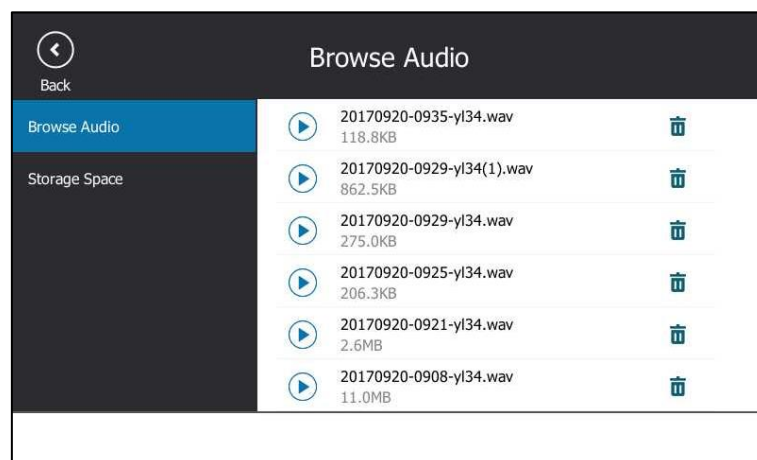 Browse Audio
Back
Browse Audio
Storage Space
20170920-0935-yl34.wav
118.8KB
20170920-0929-yl34(1).wav
862.5KB
20170920-0929-yl34.wav
275.0KB
20170920-0925-yl34.wav
206.3KB
20170920-0921-yl34.wav
2.6MB
20170920-0908-yl34.wav
11.0MB